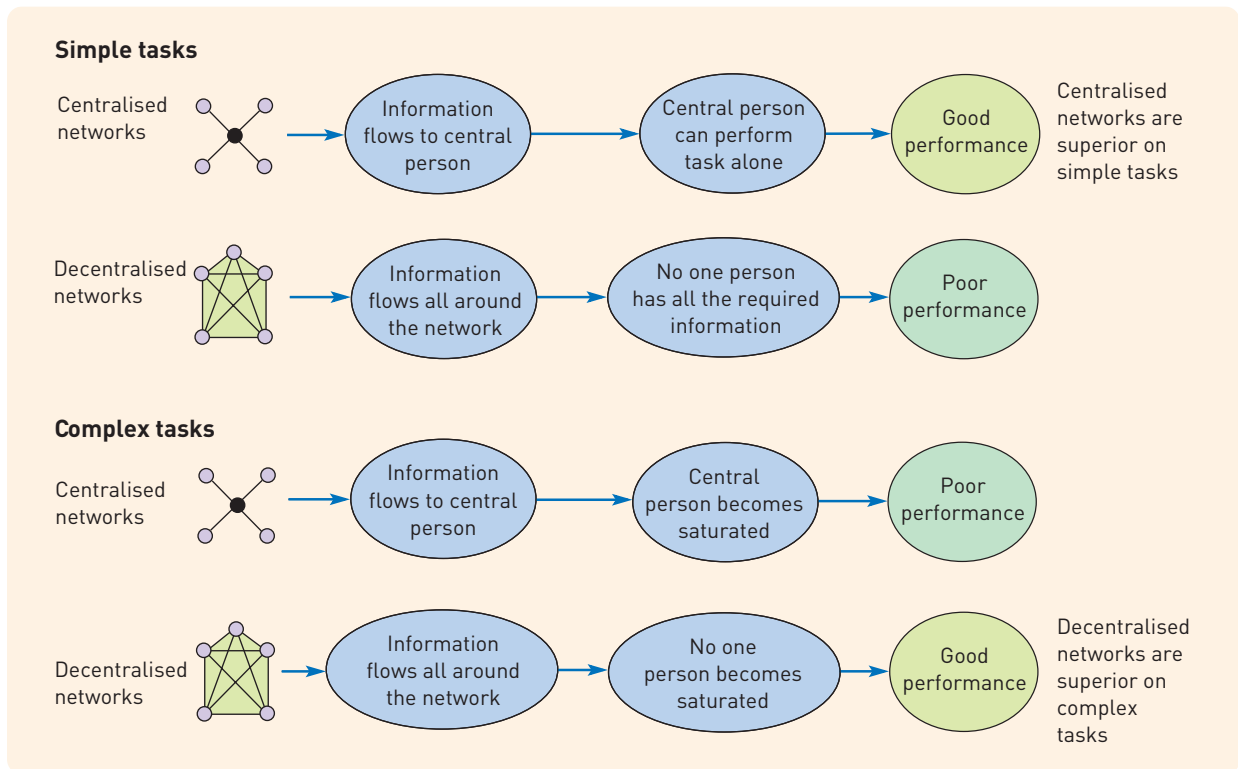 Simple tasks
Centralised
networks
Information
flows to central
person
Central person
can perform
task alone
Good
performance
Centralised
networks are
superior on
simple tasks
Decentralised
networks
Information
flows all around
the network
No one person
has all the required
information
Poor
performance
Complex tasks
Centralised
networks
Information
flows to central
person
Central
person becomes
saturated
Poor
performance
Decentralised
networks
Information
flows all around
the network
No one
person becomes
saturated
Good
performance
Decentralised
networks are
superior on
complex
tasks